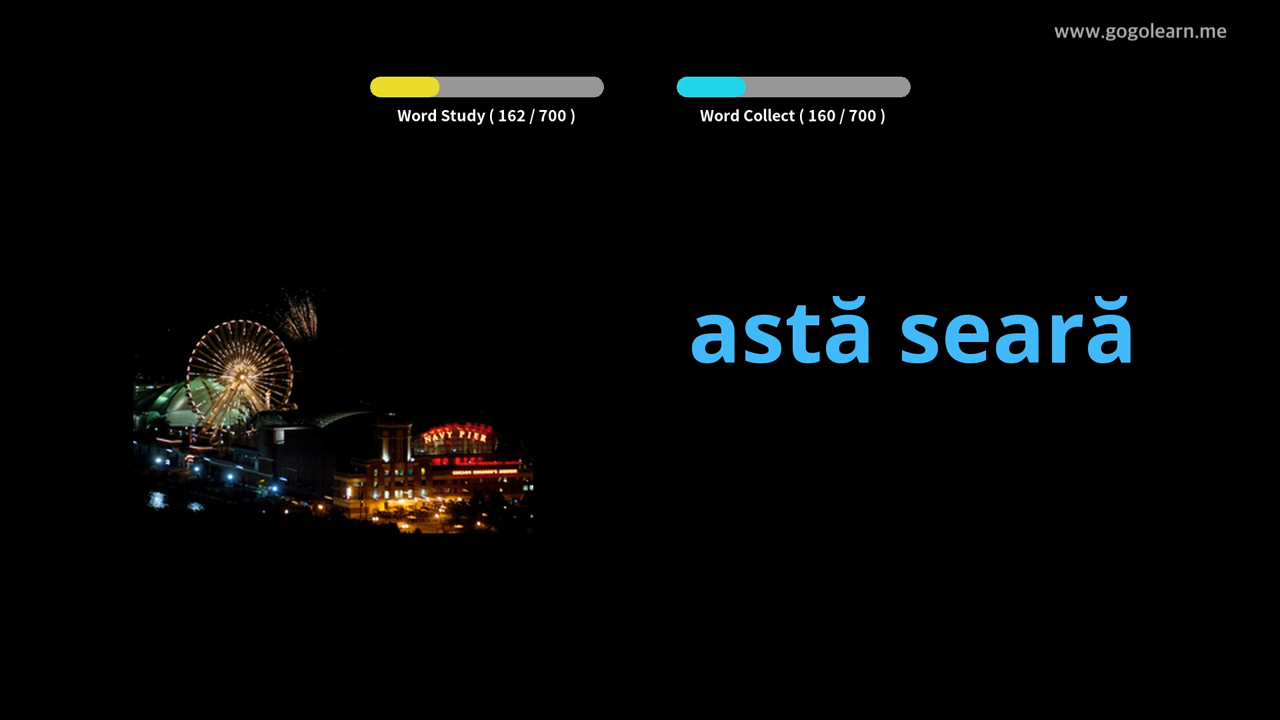 www.gogolearn.me
Word Study ( 162 / 700 )
Word Collect ( 160 / 700 )
astă seară
NAVY PIER